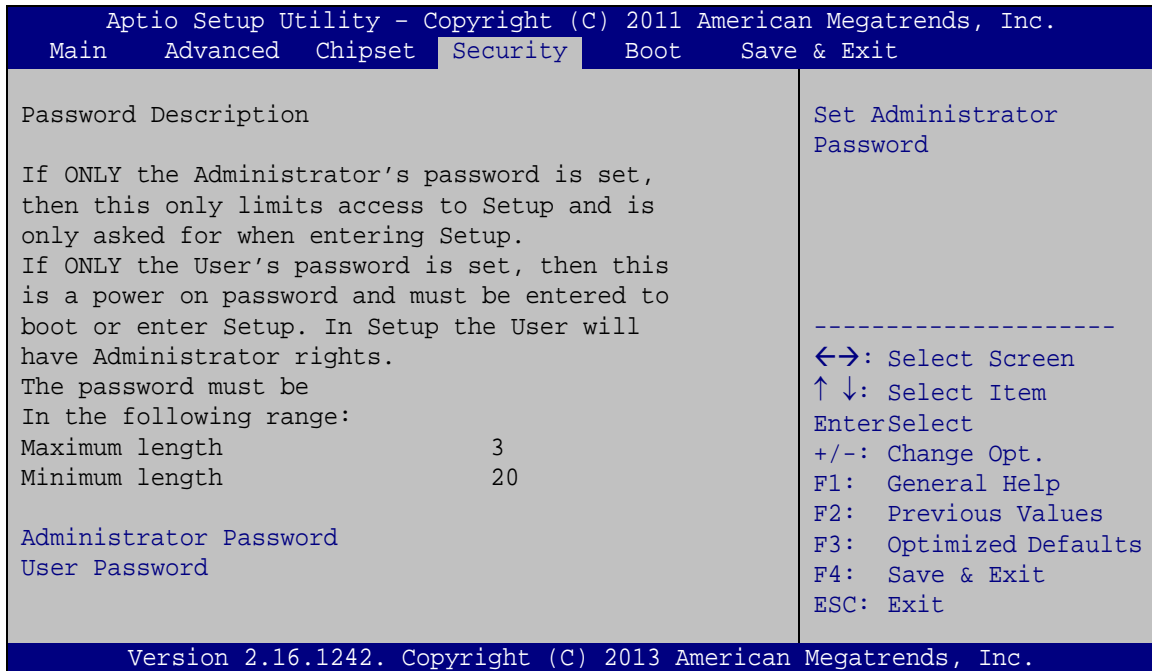 Aptio Setup Utility – Copyright (C) 2011 American Megatrends, Inc.
Main Advanced Chipset Security Boot Save & Exit
Password Description
If ONLY the Administrator’s password is set,
then this only limits access to Setup and is
only asked for when entering Setup.
If ONLY the User’s password is set, then this
is a power on password and must be entered to
boot or enter Setup. In Setup the User will
have Administrator rights.
The password must be
In the following range:
Maximum length 3
Minimum length 20
Administrator Password
User Password
Set Administrator
Password
---------------------
←→: Select Screen
↑ ↓: Select Item
EnterSelect
+/-: Change Opt.
F1: General Help
F2: Previous Values
F3: Optimized Defaults
F4: Save & Exit
ESC: Exit
Version 2.16.1242. Copyright (C) 2013 American Megatrends, Inc.